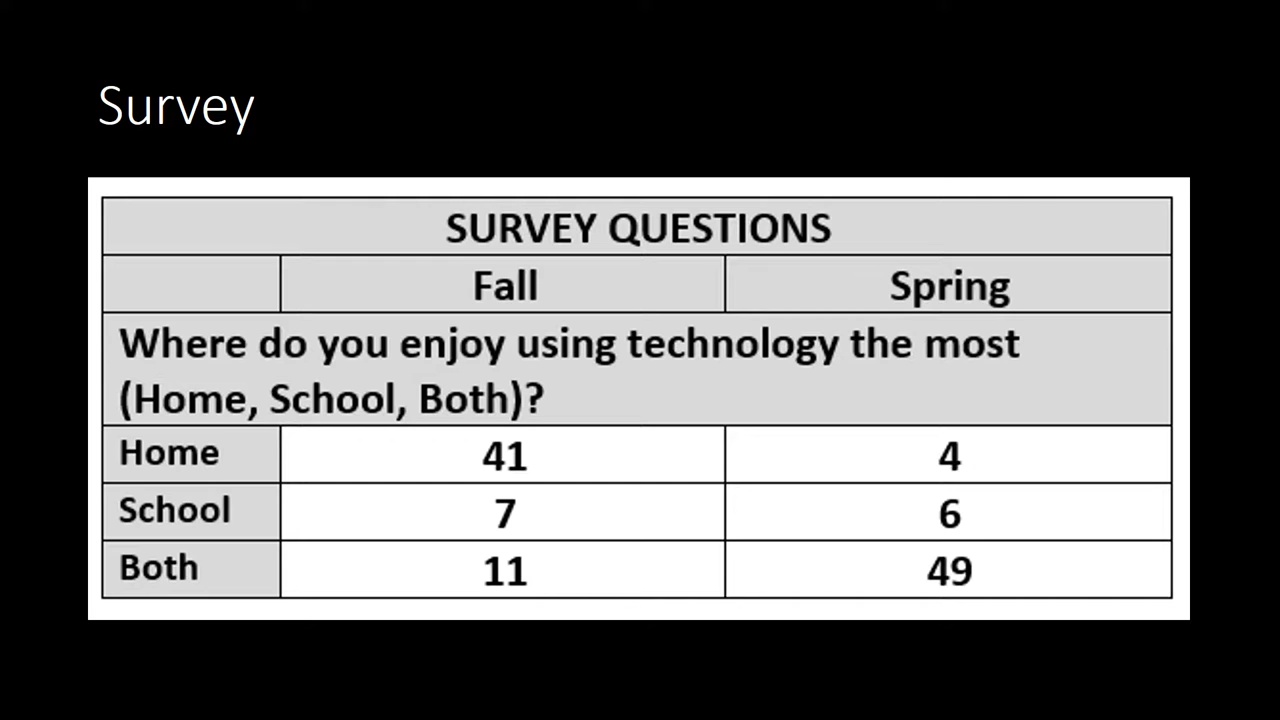 Survey
SURVEY QUESTIONS
Fall Spring
Where do you enjoy using technology the most
(Home, School, Both)?
Home 41 4
School 7 6
Both 11 49